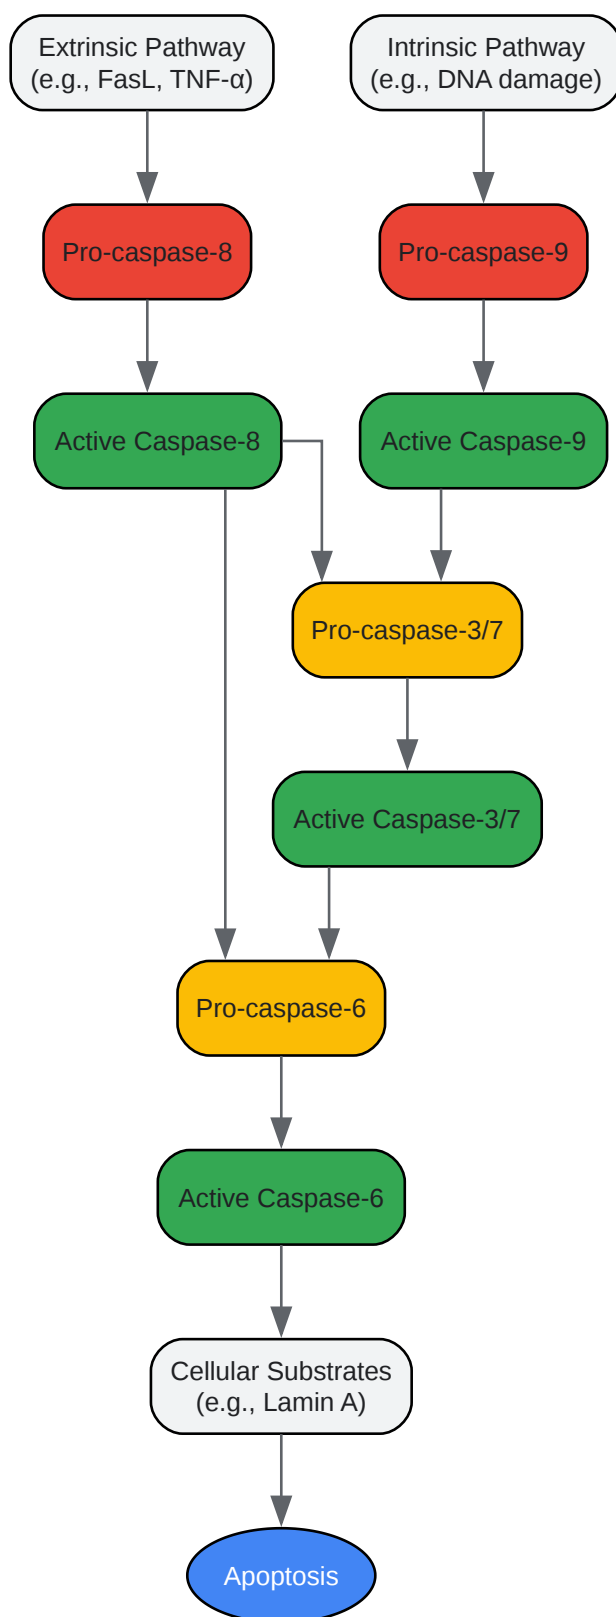 Extrinsic Pathway
(e.g., FasL, TNF-α)
Intrinsic Pathway
(e.g., DNA damage)
Pro-caspase-8
Pro-caspase-9
Active Caspase-8
Active Caspase-9
Pro-caspase-3/7
Active Caspase-3/7
Pro-caspase-6
Active Caspase-6
Cellular Substrates
(e.g., Lamin A)
Apoptosis